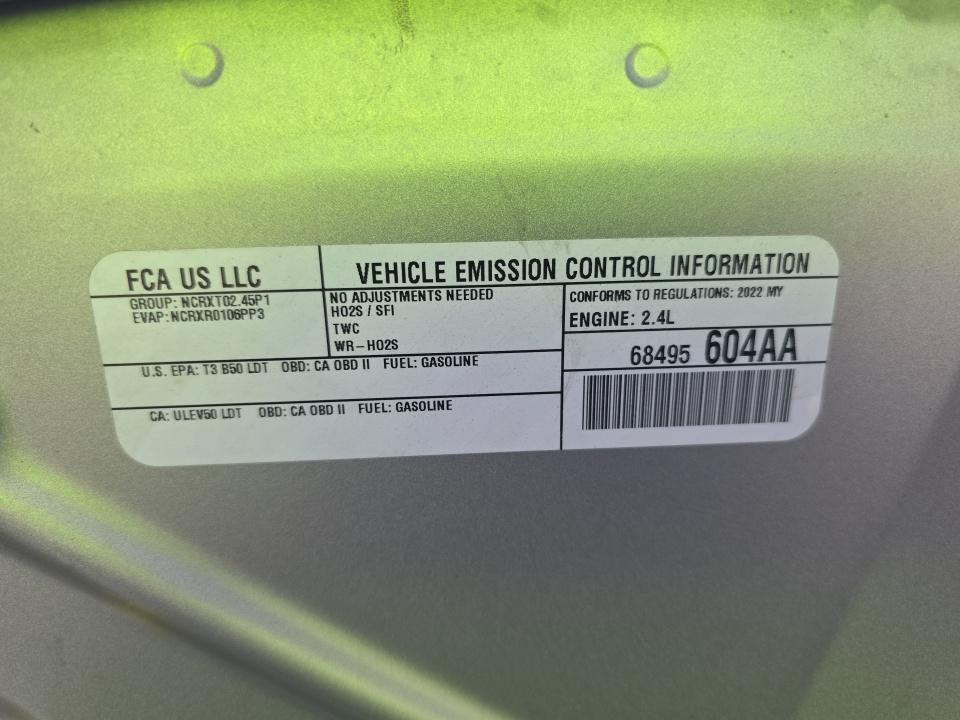 FCA US LLC
VEHICLE EMISSION CONTROL INFORMATION
GROUP: NCRXT02.45P1
EVAP: NCRXR0106PP3
NO ADJUSTMENTS NEEDED
HO2S / SFI
TWC
WR-HO2S
CONFORMS TO REGULATIONS: 2022 MY
ENGINE: 2.4L
68495 604AA
U.S. EPA: T3 B50 LDT OBD: CA OBD II FUEL: GASOLINE
CA: ULEV50 LDT OBD: CA OBD II FUEL: GASOLINE